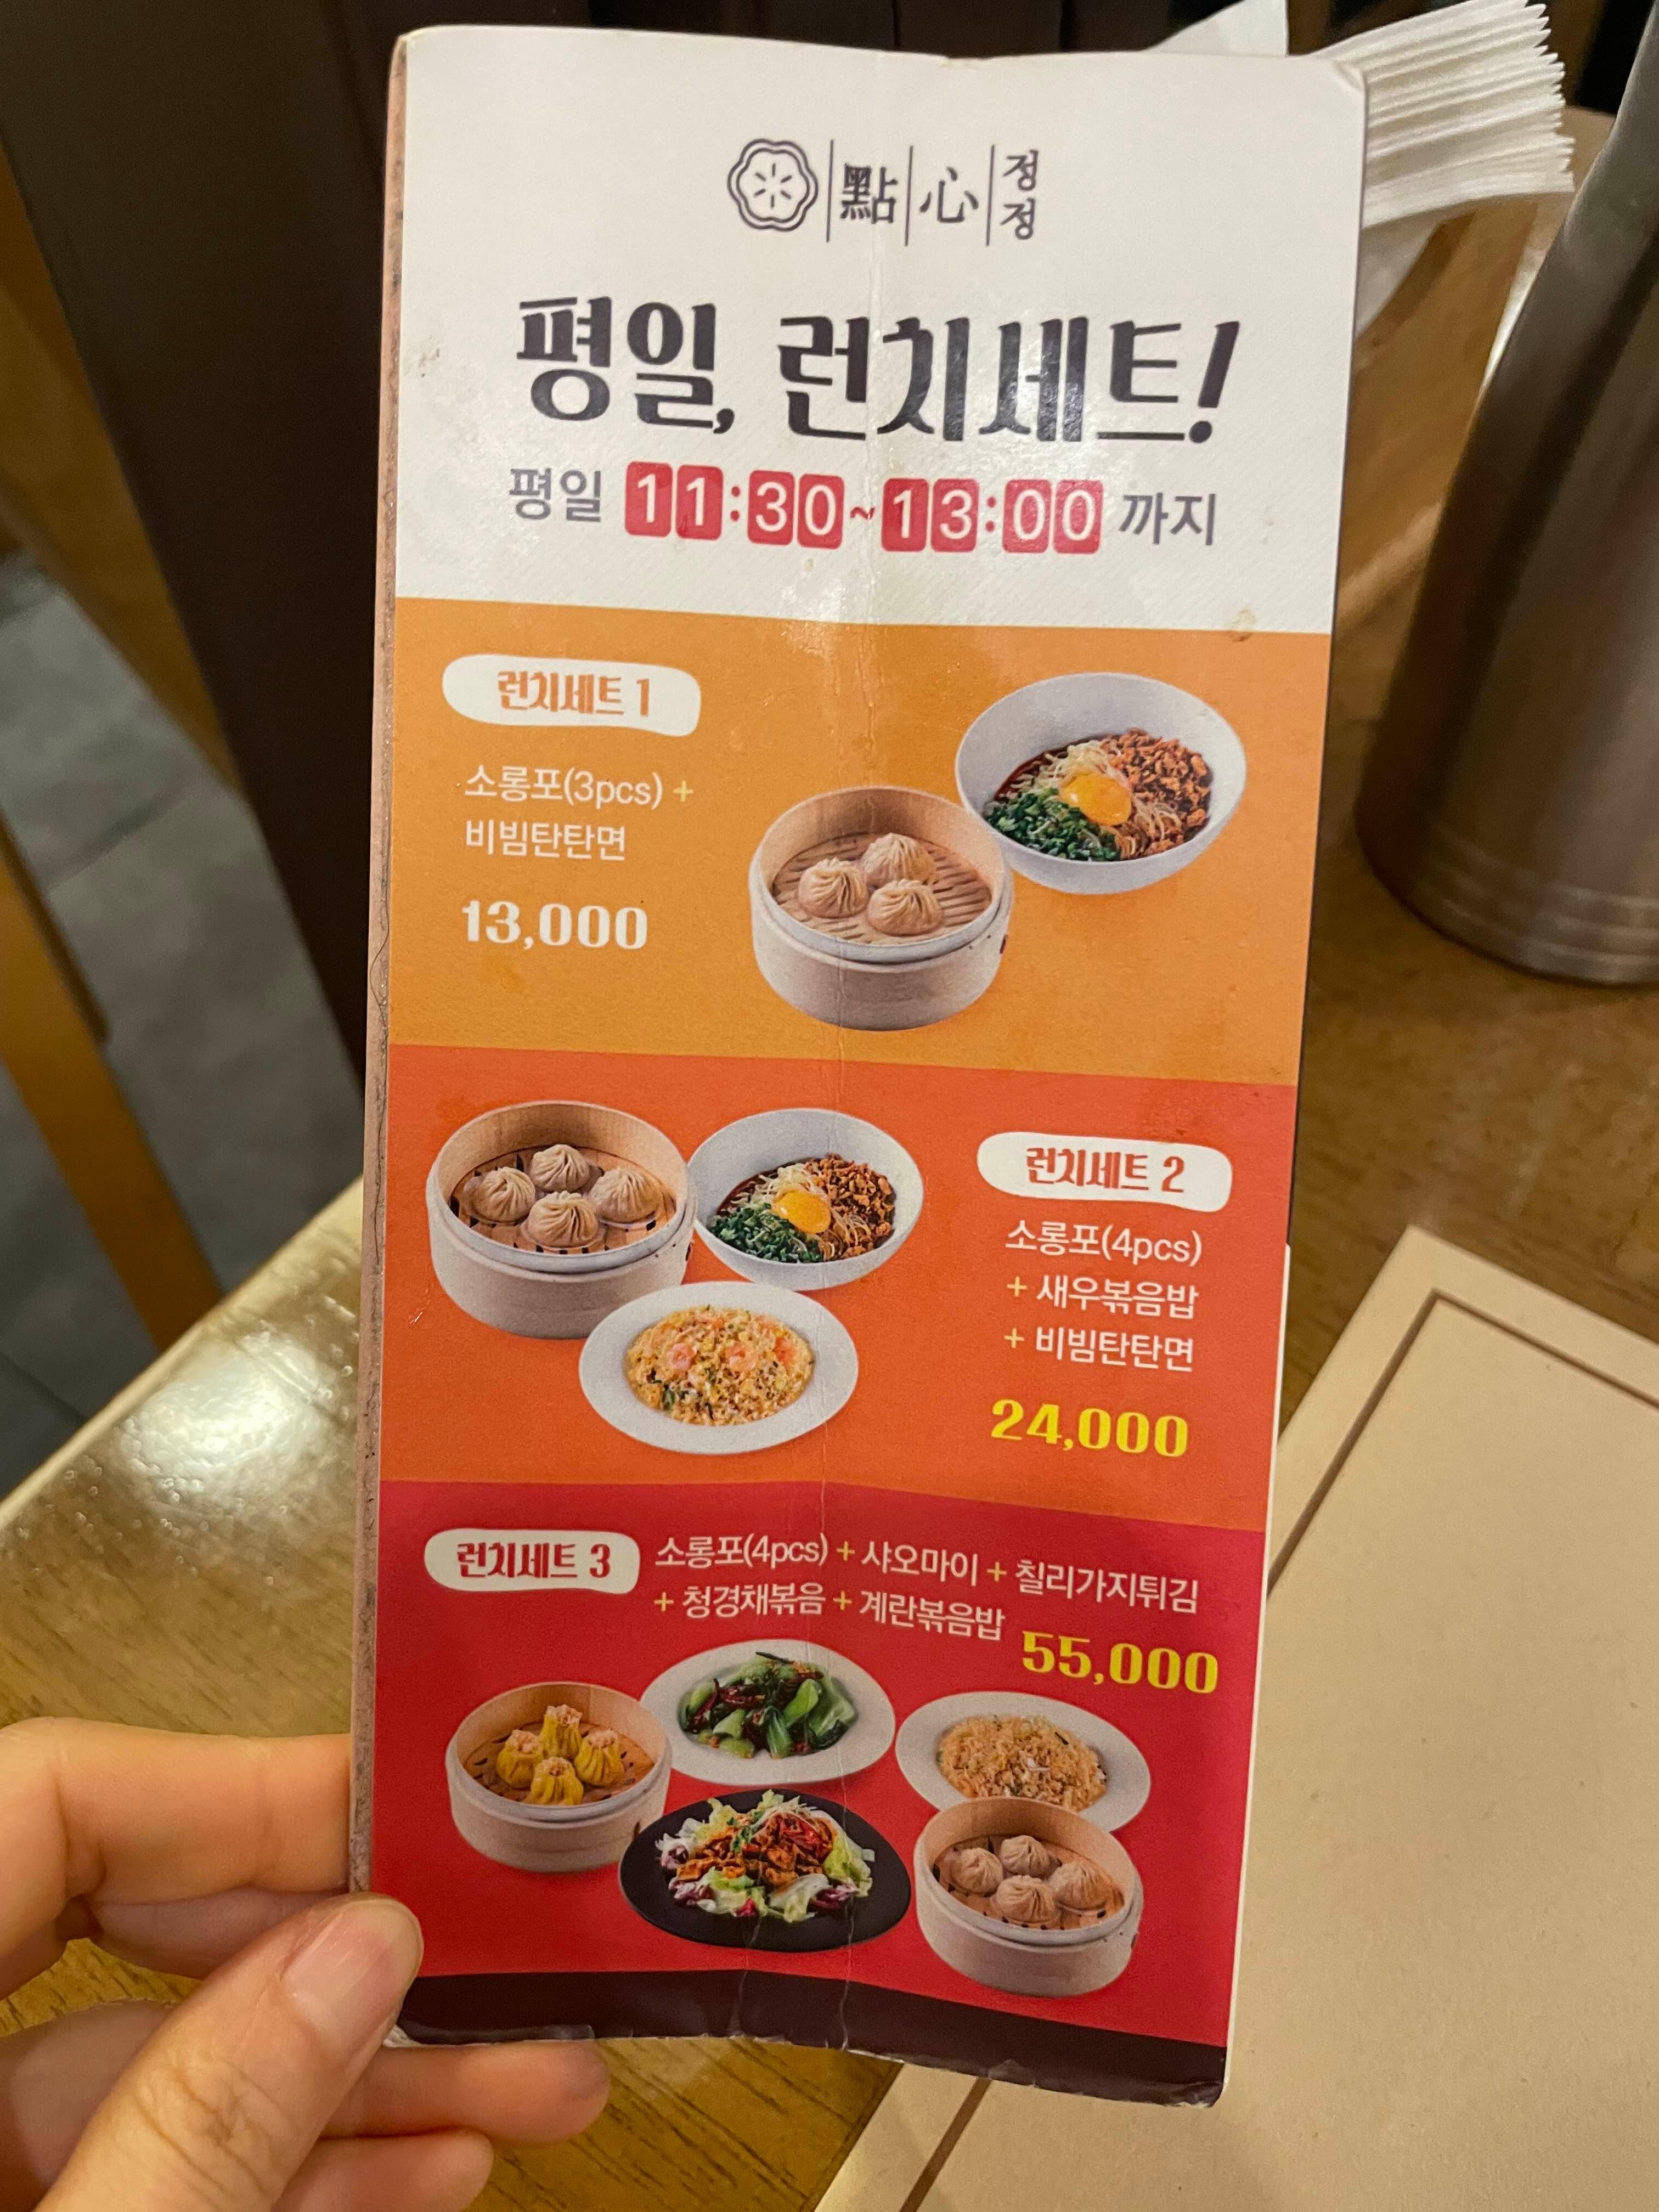 點 心 정정
평일, 런치세트!
평일 11:30~13:00 까지
런치세트 1
소롱포(3pcs) +
비빔탄탄면
13,000
런치세트 2
소롱포(4pcs)
+ 새우볶음밥
+ 비빔탄탄면
24,000
런치세트 3
소롱포(4pcs) + 샤오마이 + 칠리가지튀김
+ 청경채볶음 + 계란볶음밥
55,000